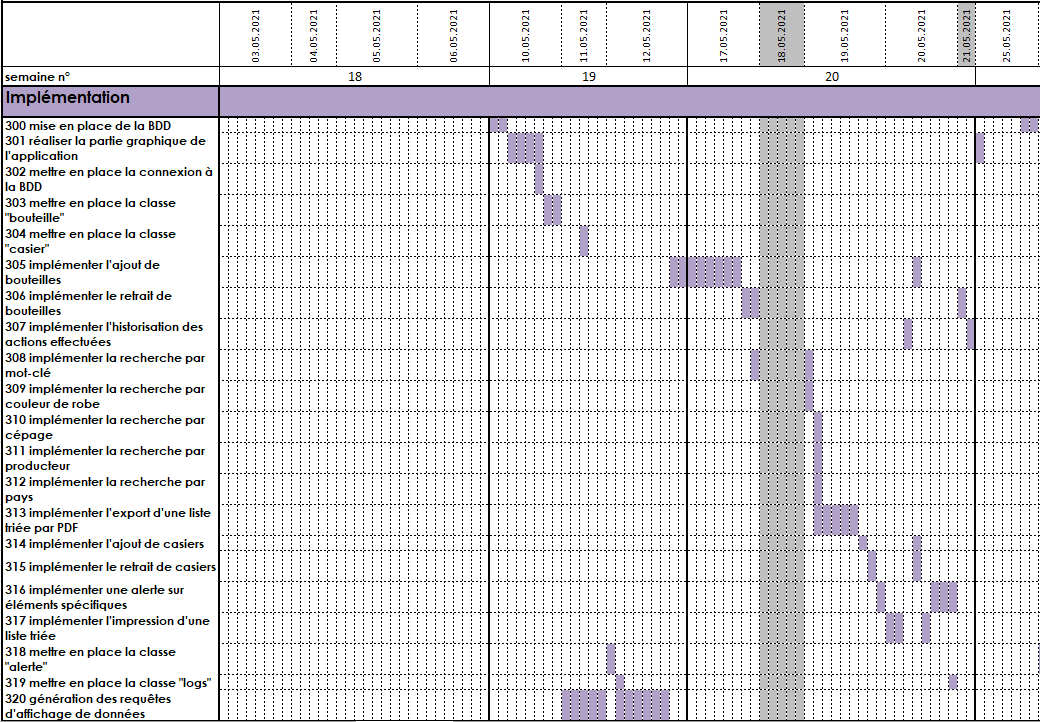 03.05.2021
04.05.2021
05.05.2021
06.05.2021
10.05.2021
11.05.2021
12.05.2021
17.05.2021
18.05.2021
19.05.2021
20.05.2021
21.05.2021
25.05.2021
semaine n° 18 19 20
Implémentation
300 mise en place de la BDD
301 réaliser la partie graphique de
l'application
302 mettre en place la connexion à
la BDD
303 mettre en place la classe
"bouteille"
304 mettre en place la classe
"casier"
305 implémenter l'ajout de
bouteilles
306 implémenter le retrait de
bouteilles
307 implémenter l'historisation des
actions effectuées
308 implémenter la recherche par
mot-clé
309 implémenter la recherche par
couleur de robe
310 implémenter la recherche par
cépage
311 implémenter la recherche par
producteur
312 implémenter la recherche par
pays
313 implémenter l'export d'une liste
triée par PDF
314 implémenter l'ajout de casiers
315 implémenter le retrait de casiers
316 implémenter une alerte sur
éléments spécifiques
317 implémenter l'impression d'une
liste triée
318 mettre en place la classe
"alerte"
319 mettre en place la classe "logs"
320 génération des requêtes
d'affichage de données